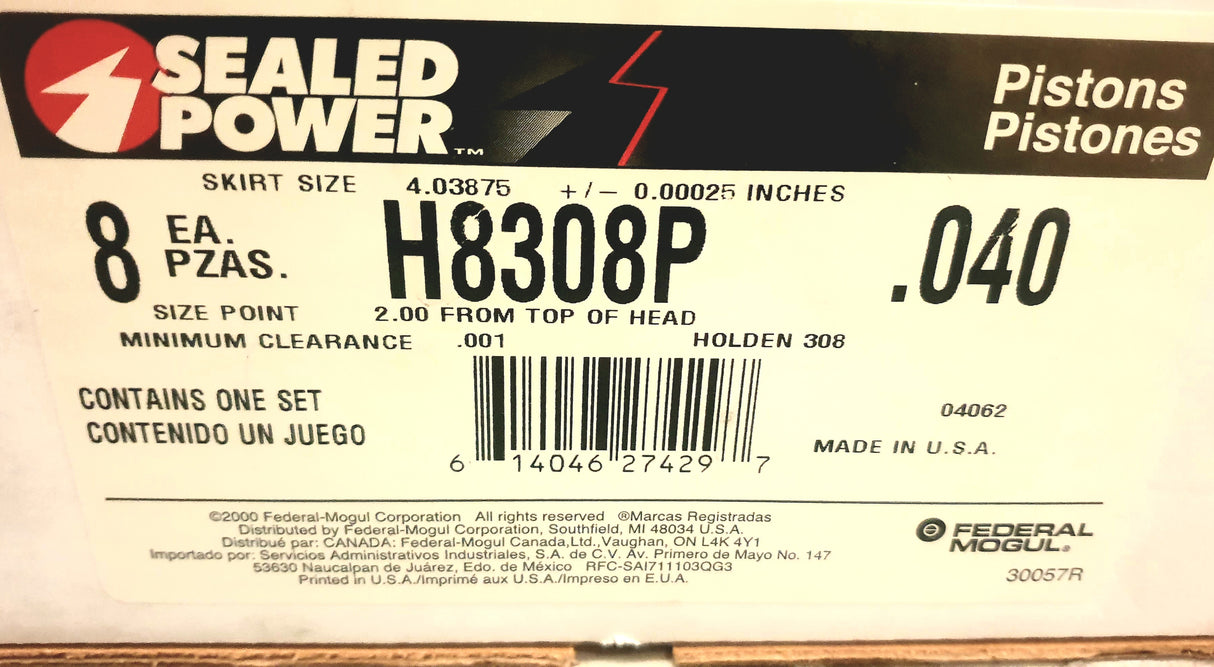 SEALED
POWER™
Pistons
Pistones
SKIRT SIZE 4.03875 +/- 0.00025 INCHES
8 EA.
PZAS.
H8308P
.040
SIZE POINT 2.00 FROM TOP OF HEAD
MINIMUM CLEARANCE .001 HOLDEN 308
CONTAINS ONE SET
CONTENIDO UN JUEGO
6 14046 27429 7
04062
MADE IN U.S.A.
©2000 Federal-Mogul Corporation All rights reserved ®Marcas Registradas
Distributed by Federal-Mogul Corporation, Southfield, MI 48034 U.S.A.
Distribué par: CANADA: Federal-Mogul Canada,Ltd.,Vaughan, ON L4K 4Y1
Importado por: Servicios Administrativos Industriales, S.A. de C.V. Av. Primero de Mayo No. 147
53630 Naucalpan de Juárez, Edo. de México RFC-SAI711103QG3
Printed in U.S.A./Imprimé aux U.S.A./Impreso en E.U.A.
FEDERAL
MOGUL®
30057R